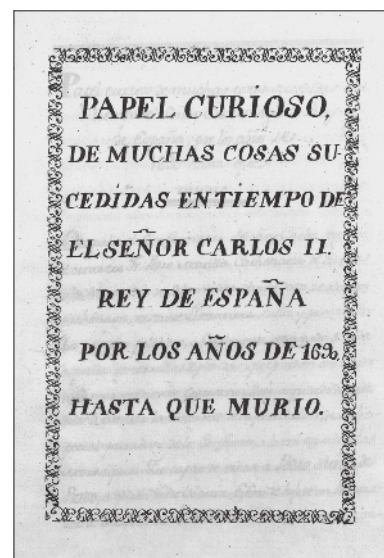 PAPEL CURIOSO,
DE MUCHAS COSAS SU-
CEDIDAS EN TIEMPO DE
EL SEÑOR CARLOS II.
REY DE ESPAÑA
POR LOS AÑOS DE 1690,
HASTA QUE MURIO.